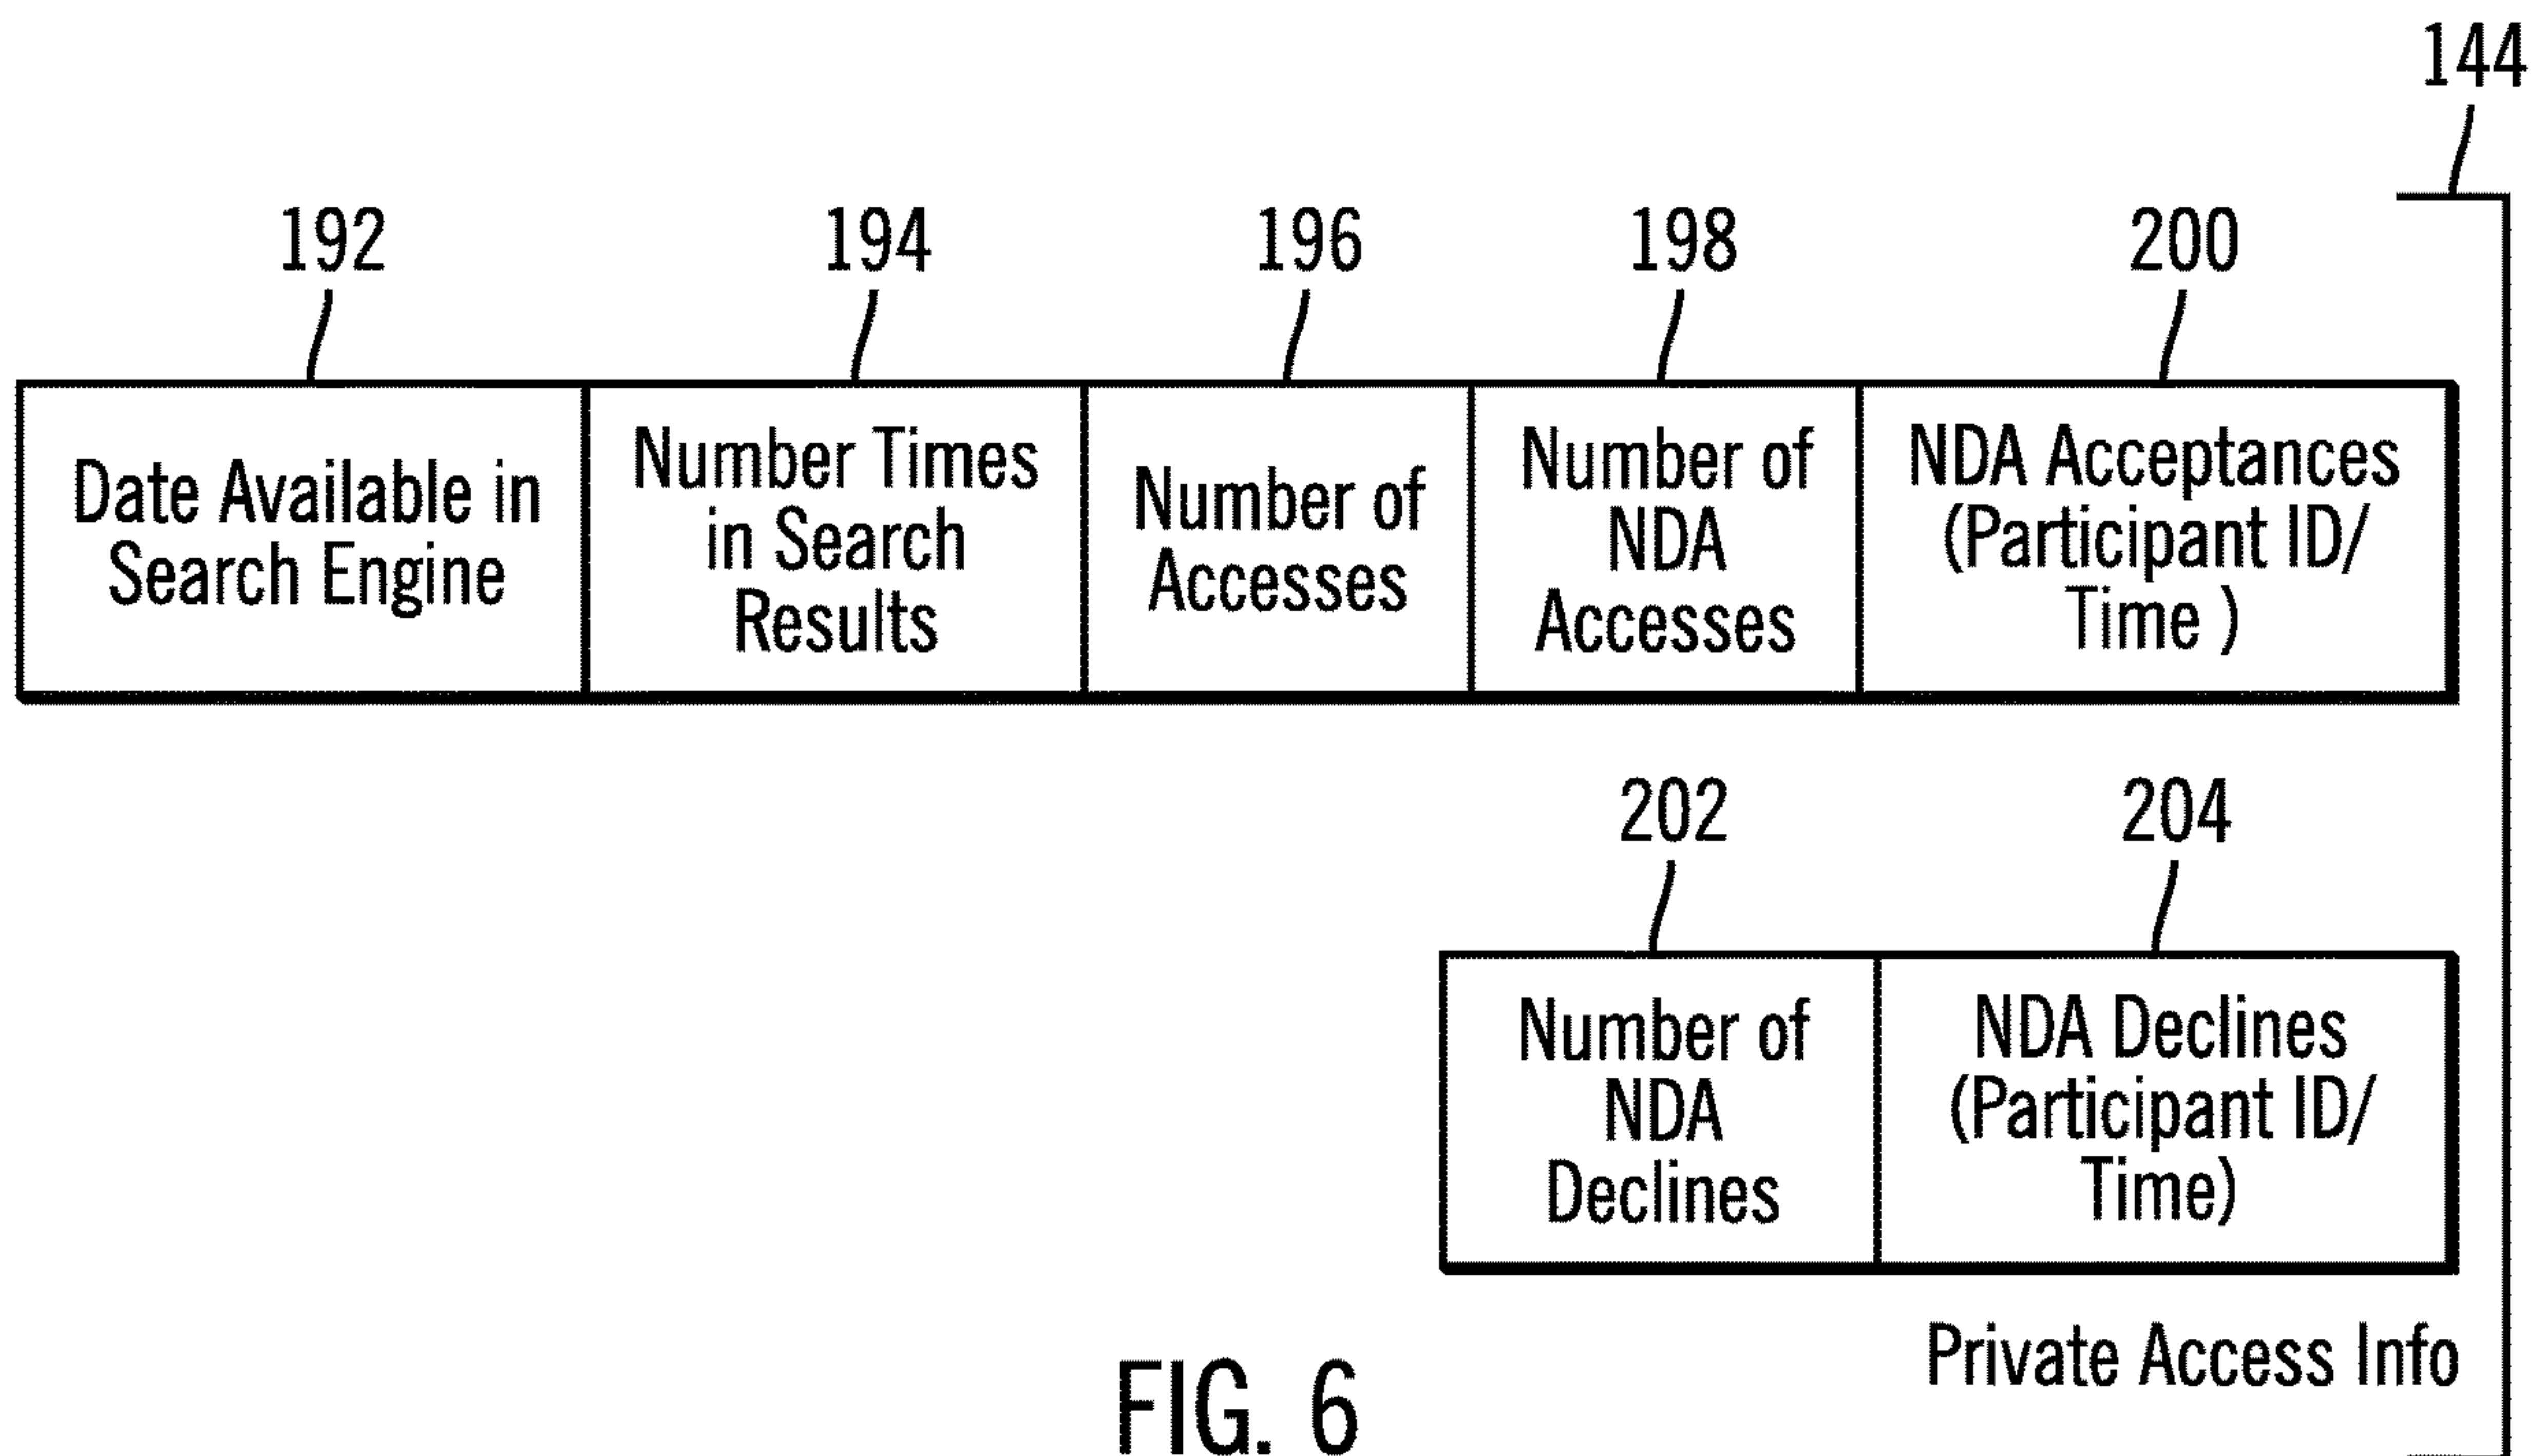 144
192
194
196
198
200
Date Available in
Search Engine
Number Times
in Search
Results
Number of
Accesses
Number of
NDA
Accesses
NDA Acceptances
(Participant ID/
Time )
202
204
Number of
NDA
Declines
NDA Declines
(Participant ID/
Time)
Private Access Info
FIG. 6